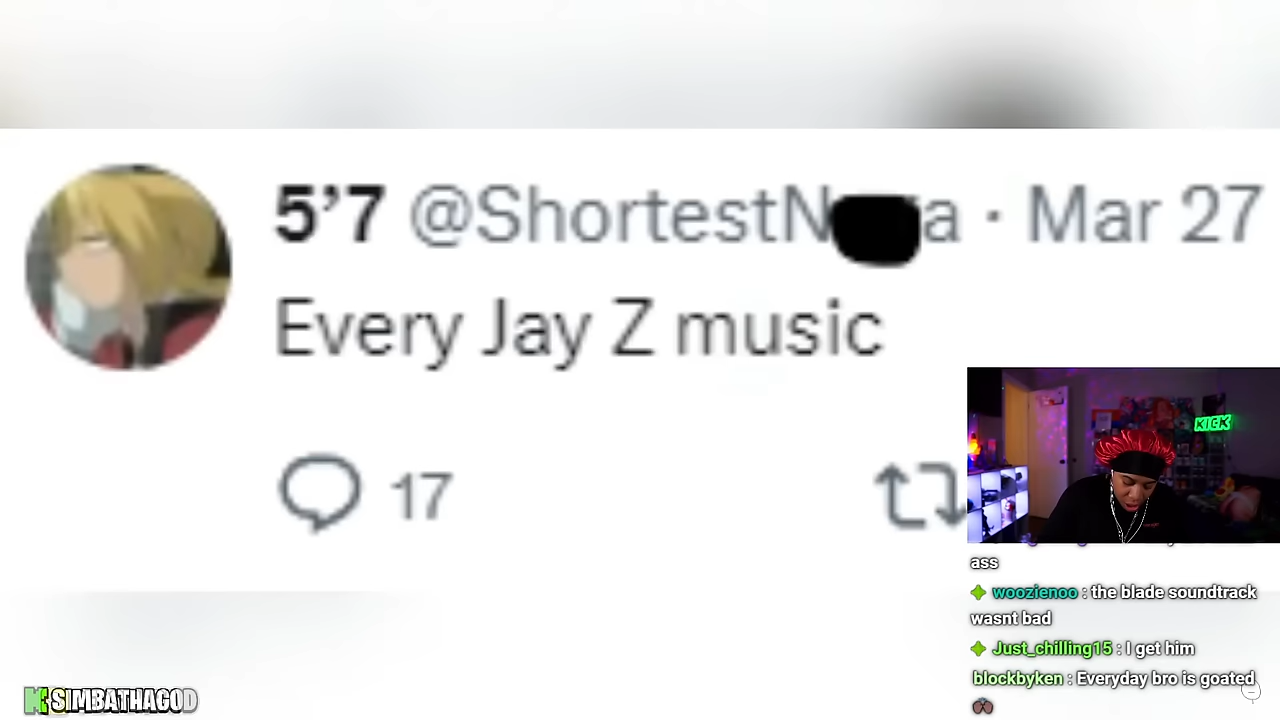 5’7 @ShortestN a · Mar 27
Every Jay Z music
17
KICK
ass
woozienoo : the blade soundtrack
wasnt bad
Just_chilling15 : I get him
blockbyken : Everyday bro is goated
SIMBATHAGOD